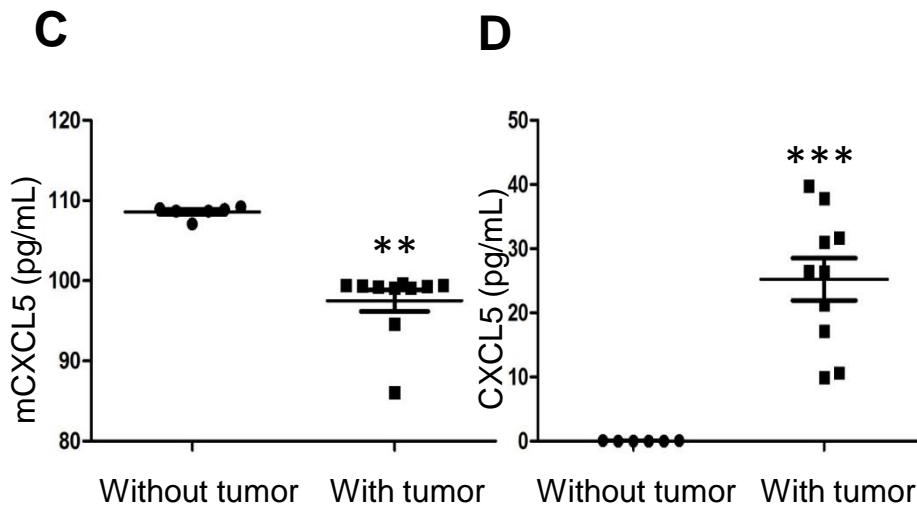 C
mCXCL5 (pg/mL)
120
110
100
90
80
**
Without tumor
With tumor
D
CXCL5 (pg/mL)
50
40
30
20
10
0
***
Without tumor
With tumor